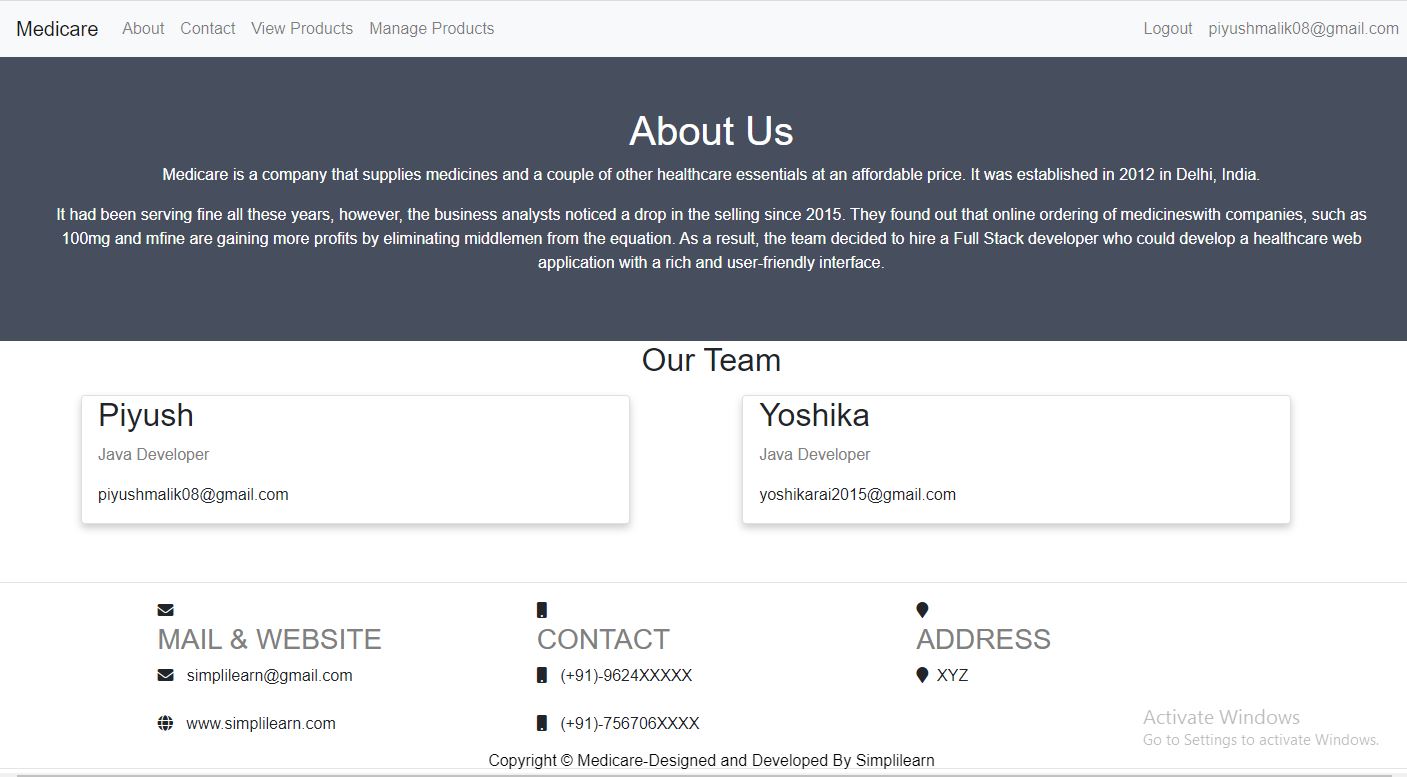 Medicare About Contact View Products Manage Products Logout piyushmalik08@gmail.com
About Us
Medicare is a company that supplies medicines and a couple of other healthcare essentials at an affordable price. It was established in 2012 in Delhi, India.
It had been serving fine all these years, however, the business analysts noticed a drop in the selling since 2015. They found out that online ordering of medicineswith companies, such as
100mg and mfine are gaining more profits by eliminating middlemen from the equation. As a result, the team decided to hire a Full Stack developer who could develop a healthcare web
application with a rich and user-friendly interface.
Our Team
Piyush
Java Developer
piyushmalik08@gmail.com
Yoshika
Java Developer
yoshikarai2015@gmail.com
MAIL & WEBSITE
simplilearn@gmail.com
www.simplilearn.com
CONTACT
(+91)-9624XXXXX
(+91)-756706XXXX
ADDRESS
XYZ
Activate Windows
Go to Settings to activate Windows.
Copyright © Medicare-Designed and Developed By Simplilearn